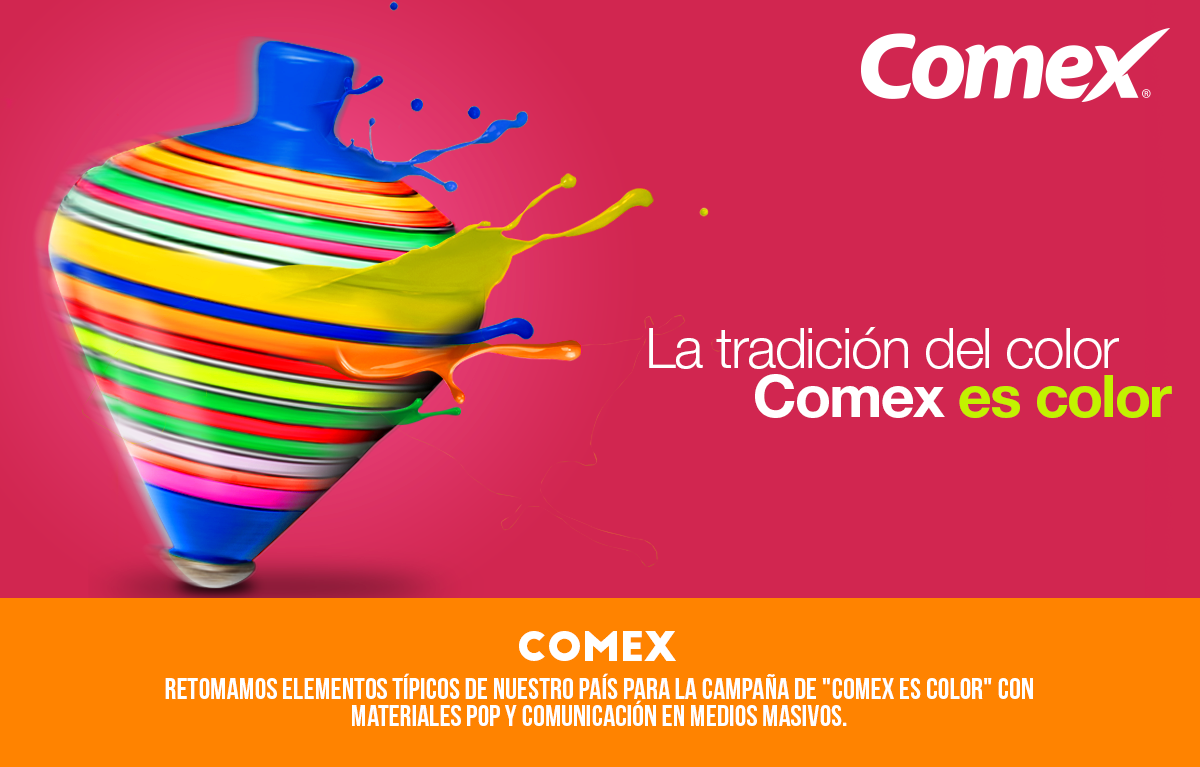 Comex®
La tradición del color
Comex es color
COMEX
RETOMAMOS ELEMENTOS TÍPICOS DE NUESTRO PAÍS PARA LA CAMPAÑA DE "COMEX ES COLOR" CON
MATERIALES POP Y COMUNICACIÓN EN MEDIOS MASIVOS.